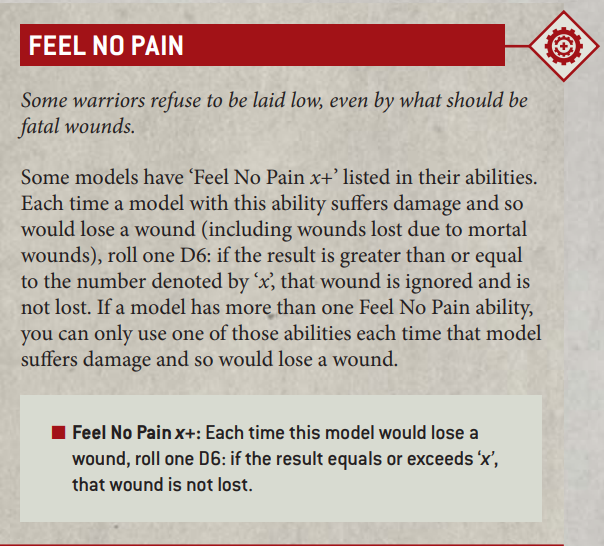 FEEL NO PAIN
Some warriors refuse to be laid low, even by what should be
fatal wounds.
Some models have ‘Feel No Pain x+’ listed in their abilities.
Each time a model with this ability suffers damage and so
would lose a wound (including wounds lost due to mortal
wounds), roll one D6: if the result is greater than or equal
to the number denoted by ‘x’, that wound is ignored and is
not lost. If a model has more than one Feel No Pain ability,
you can only use one of those abilities each time that model
suffers damage and so would lose a wound.
■ Feel No Pain x+: Each time this model would lose a
wound, roll one D6: if the result equals or exceeds ‘x’,
that wound is not lost.